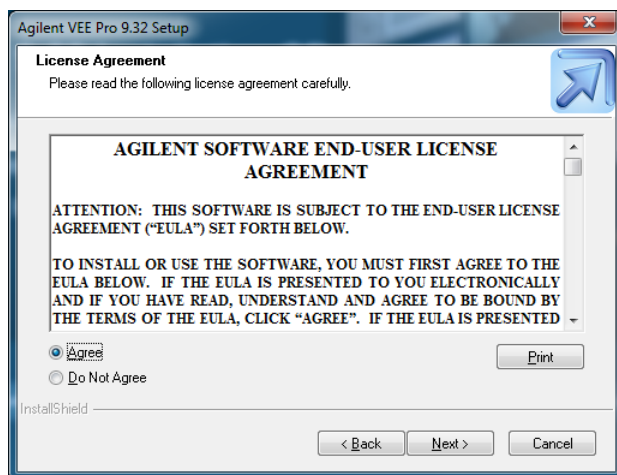 Agilent VEE Pro 9.32 Setup
License Agreement
Please read the following license agreement carefully.
AGILENT SOFTWARE END-USER LICENSE
AGREEMENT
ATTENTION: THIS SOFTWARE IS SUBJECT TO THE END-USER LICENSE
AGREEMENT (“EULA”) SET FORTH BELOW.
TO INSTALL OR USE THE SOFTWARE, YOU MUST FIRST AGREE TO THE
EULA BELOW. IF THE EULA IS PRESENTED TO YOU ELECTRONICALLY
AND IF YOU HAVE READ, UNDERSTAND AND AGREE TO BE BOUND BY
THE TERMS OF THE EULA, CLICK “AGREE”. IF THE EULA IS PRESENTED
Agree
Print
Do Not Agree
InstallShield
< Back
Next >
Cancel